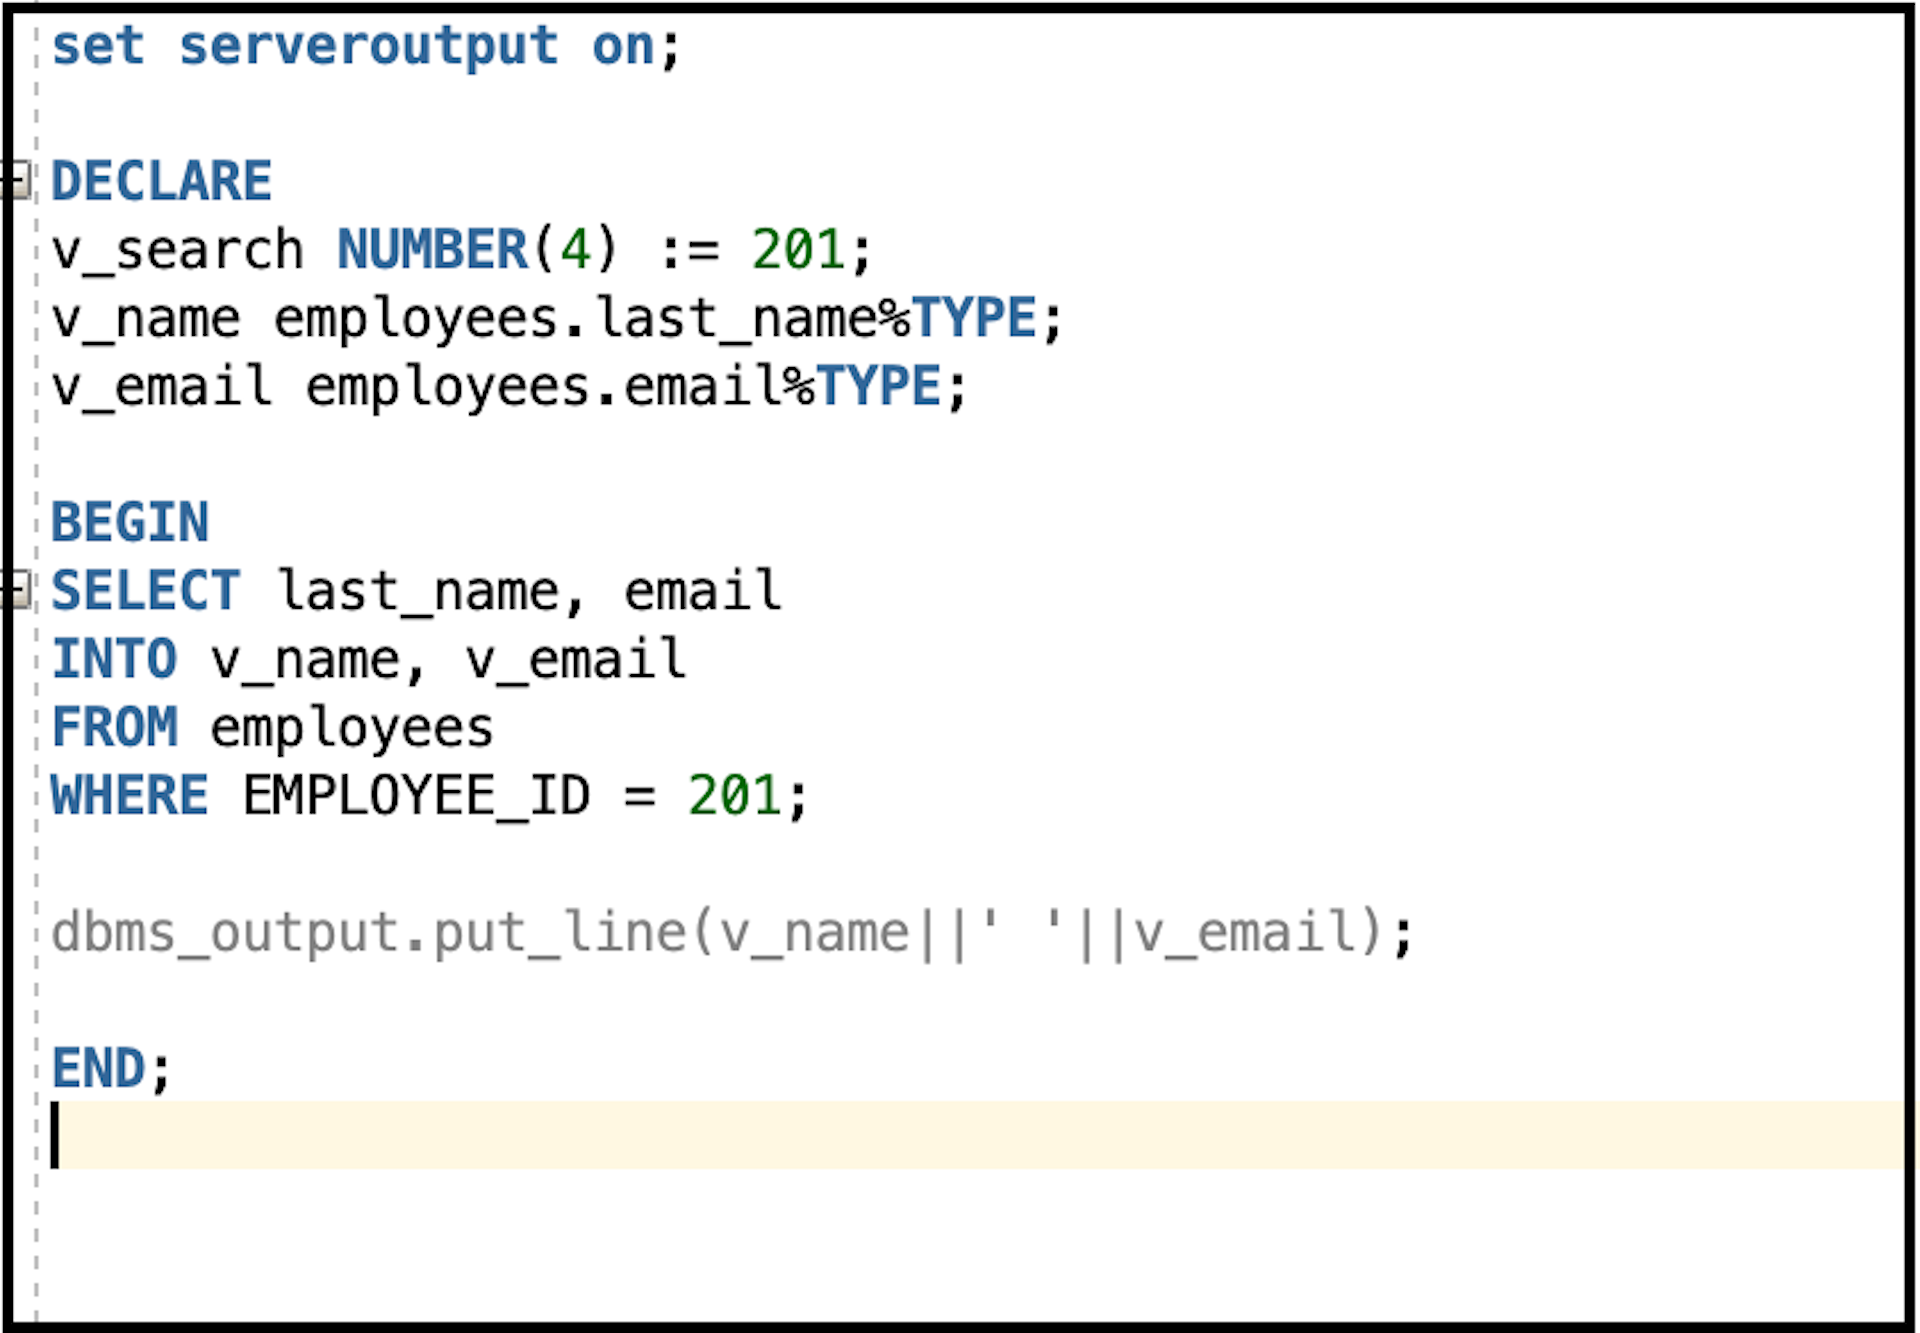 set serveroutput on;
DECLARE
v_search NUMBER(4) := 201;
v_name employees.last_name%TYPE;
v_email employees.email%TYPE;
BEGIN
SELECT last_name, email
INTO v_name, v_email
FROM employees
WHERE EMPLOYEE_ID = 201;
dbms_output.put_line(v_name||' '||v_email);
END;